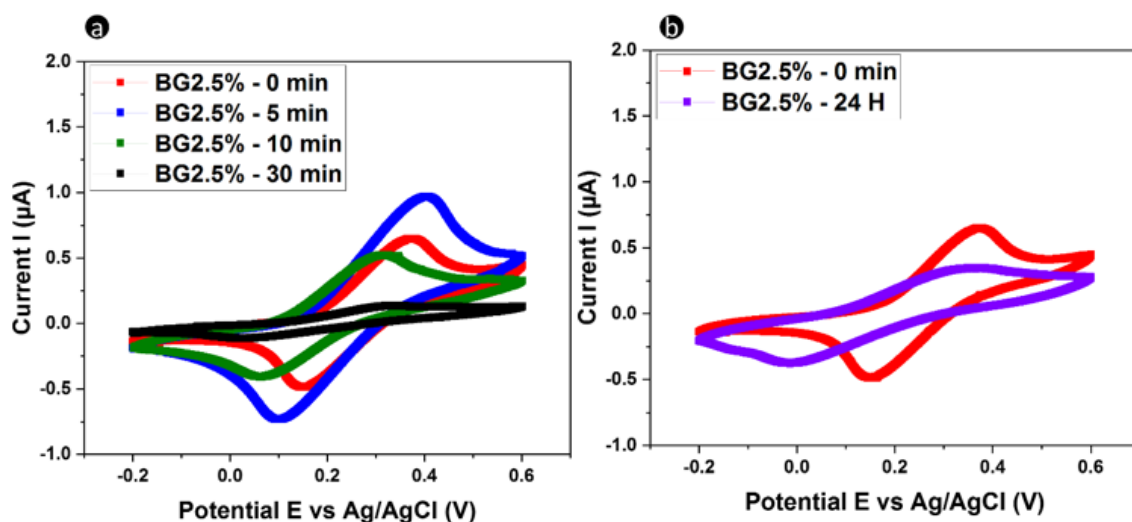 a
2.0
1.5
1.0
0.5
0.0
-0.5
-1.0
Current I (µA)
BG2.5% - 0 min
BG2.5% - 5 min
BG2.5% - 10 min
BG2.5% - 30 min
-0.2 0.0 0.2 0.4 0.6
Potential E vs Ag/AgCl (V)
b
2.0
1.5
1.0
0.5
0.0
-0.5
-1.0
Current I (µA)
BG2.5% - 0 min
BG2.5% - 24 H
-0.2 0.0 0.2 0.4 0.6
Potential E vs Ag/AgCl (V)